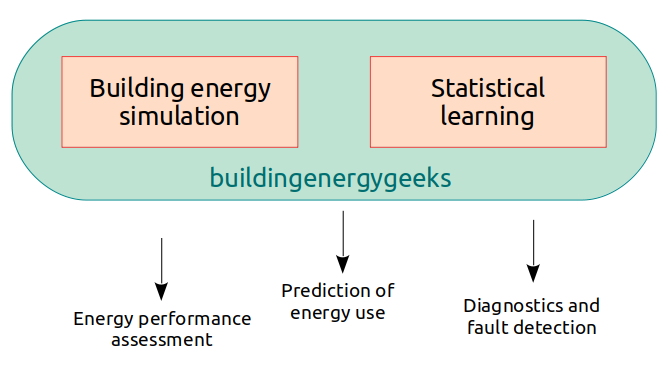 Building energy
simulation
Statistical
learning
buildingenergygeeks
Energy performance
assessment
Prediction of
energy use
Diagnostics and
fault detection